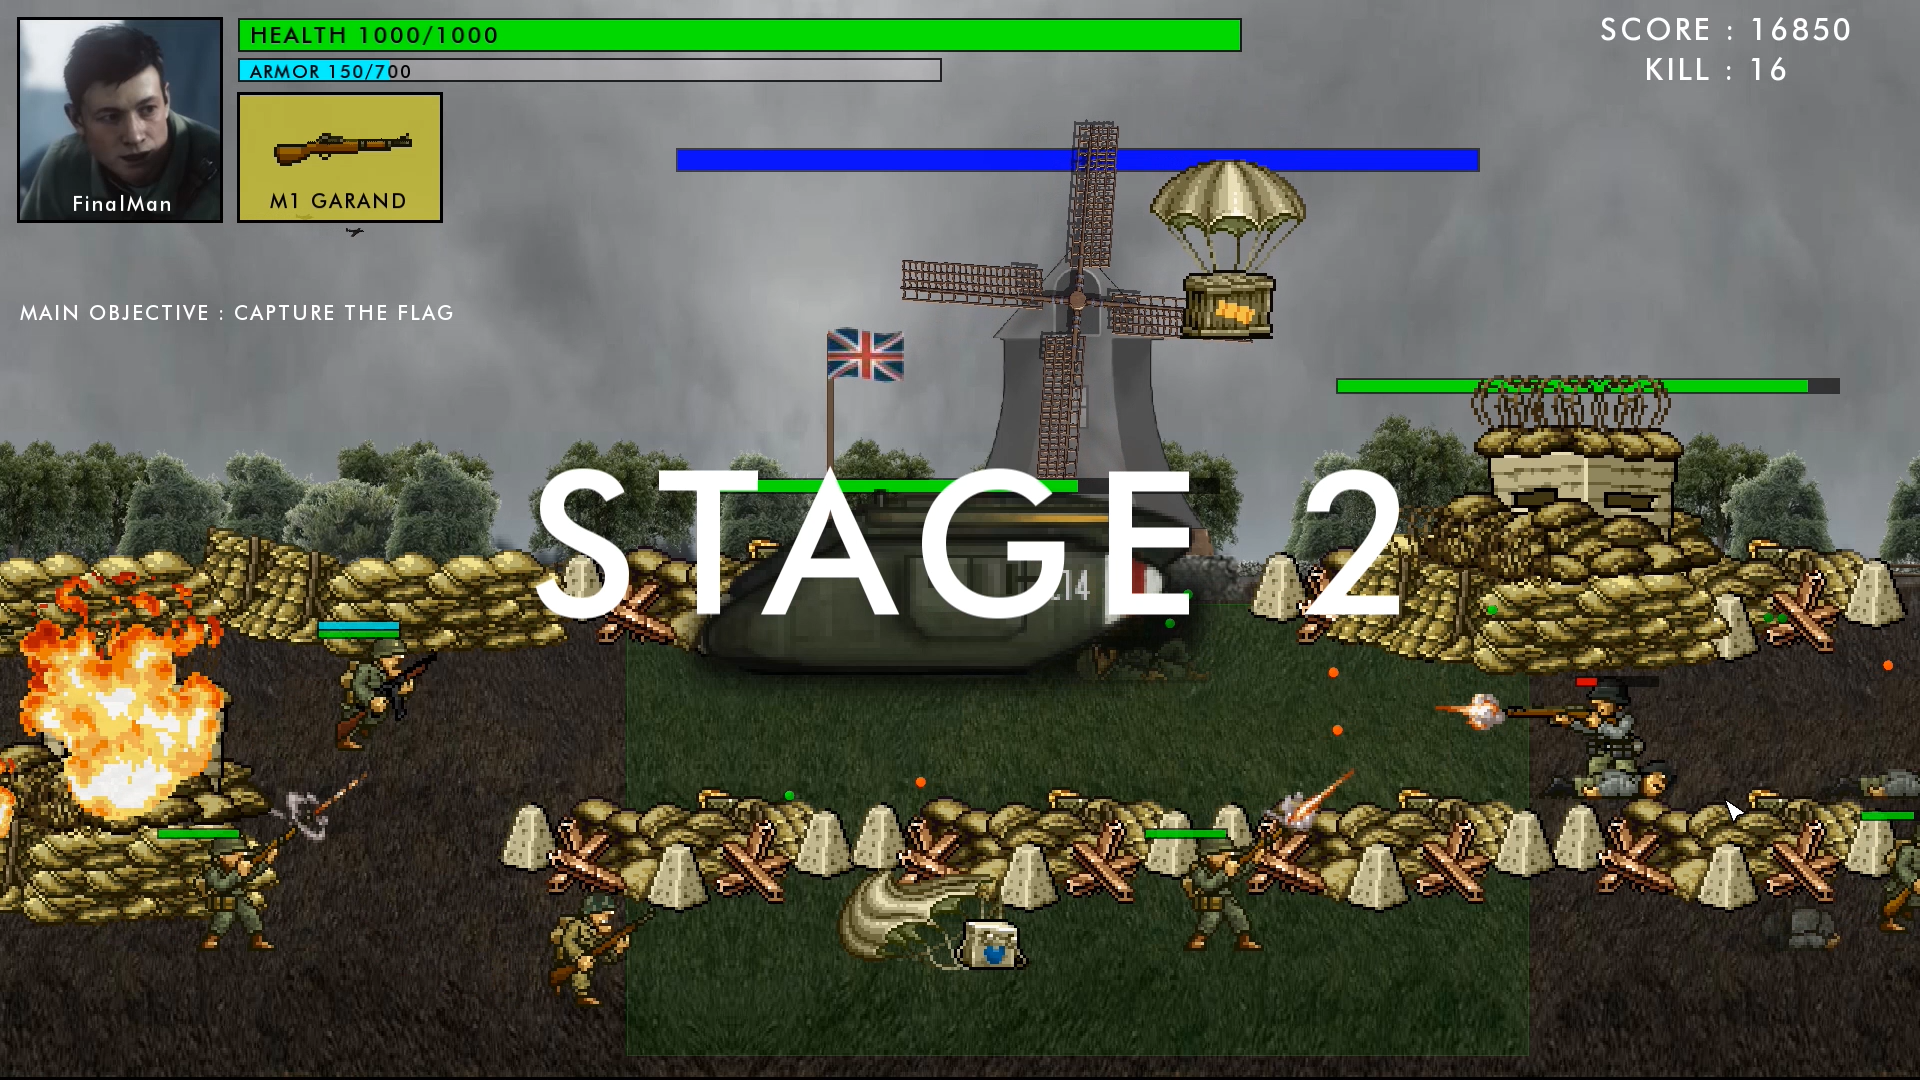 HEALTH 1000/1000
ARMOR 150/700
SCORE : 16850
KILL : 16
FinalMan
M1 GARAND
MAIN OBJECTIVE : CAPTURE THE FLAG
STAGE 2